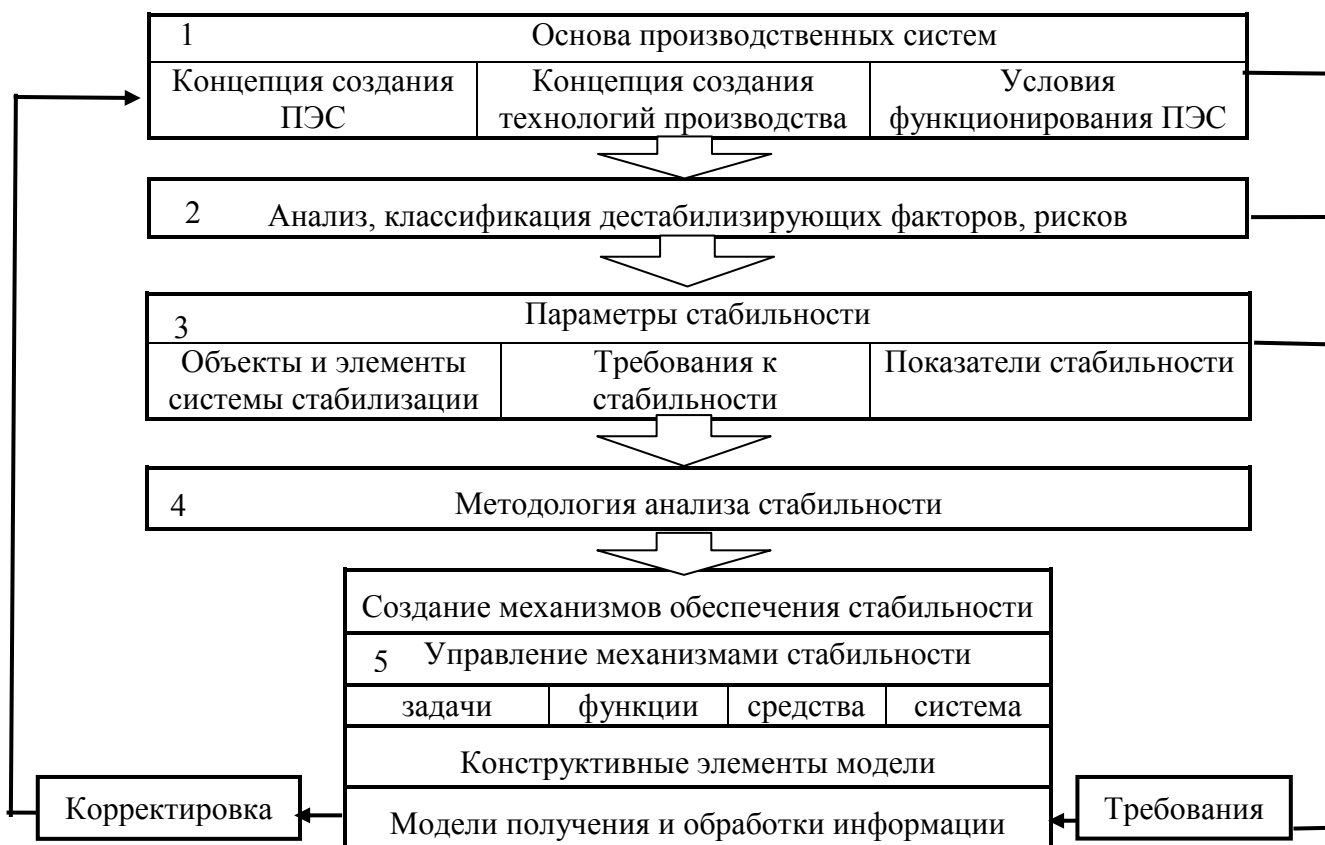 1 Основа производственных систем
Концепция создания ПЭС
Концепция создания технологий производства
Условия функционирования ПЭС
2 Анализ, классификация дестабилизирующих факторов, рисков
3 Параметры стабильности
Объекты и элементы системы стабилизации
Требования к стабильности
Показатели стабильности
4 Методология анализа стабильности
Создание механизмов обеспечения стабильности
5 Управление механизмами стабильности
задачи функции средства система
Конструктивные элементы модели
Корректировка
Модели получения и обработки информации
Требования